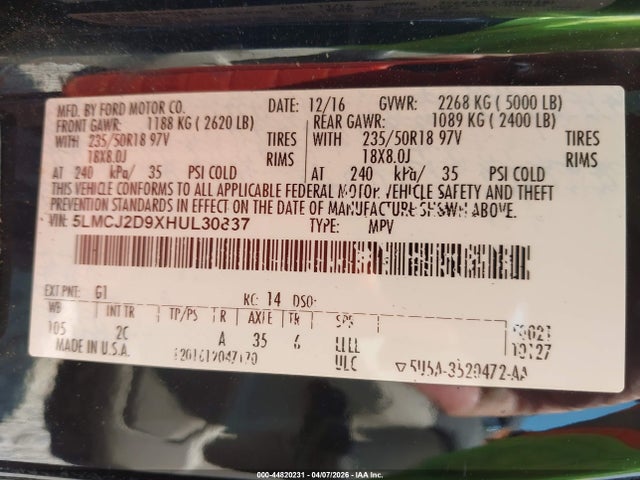 MFD. BY FORD MOTOR CO. DATE: 12/16 GVWR: 2268 KG ( 5000 LB)
FRONT GAWR: 1188 KG ( 2620 LB) REAR GAWR: 1089 KG ( 2400 LB)
WITH 235/50R18 97V TIRES WITH 235/50R18 97V TIRES
18X8.0J RIMS 18X8.0J RIMS
AT 240 kPa/ 35 PSI COLD AT 240 kPa/ 35 PSI COLD
THIS VEHICLE CONFORMS TO ALL APPLICABLE FEDERAL MOTOR VEHICLE SAFETY AND THEFT
PREVENTION STANDARDS IN EFFECT ON THE DATE OF MANUFACTURE SHOWN ABOVE.
VIN: 5LMCJ2D9XHUL30837 TYPE: MPV
EXT PNT: G1 RC: 14 DSO:
WB INT TR TP/PS R AXLE TR SPS
105 2C A 35 6
MADE IN U.S.A.
ULC
000-44820231 - 04/07/2026 - IAA Inc.